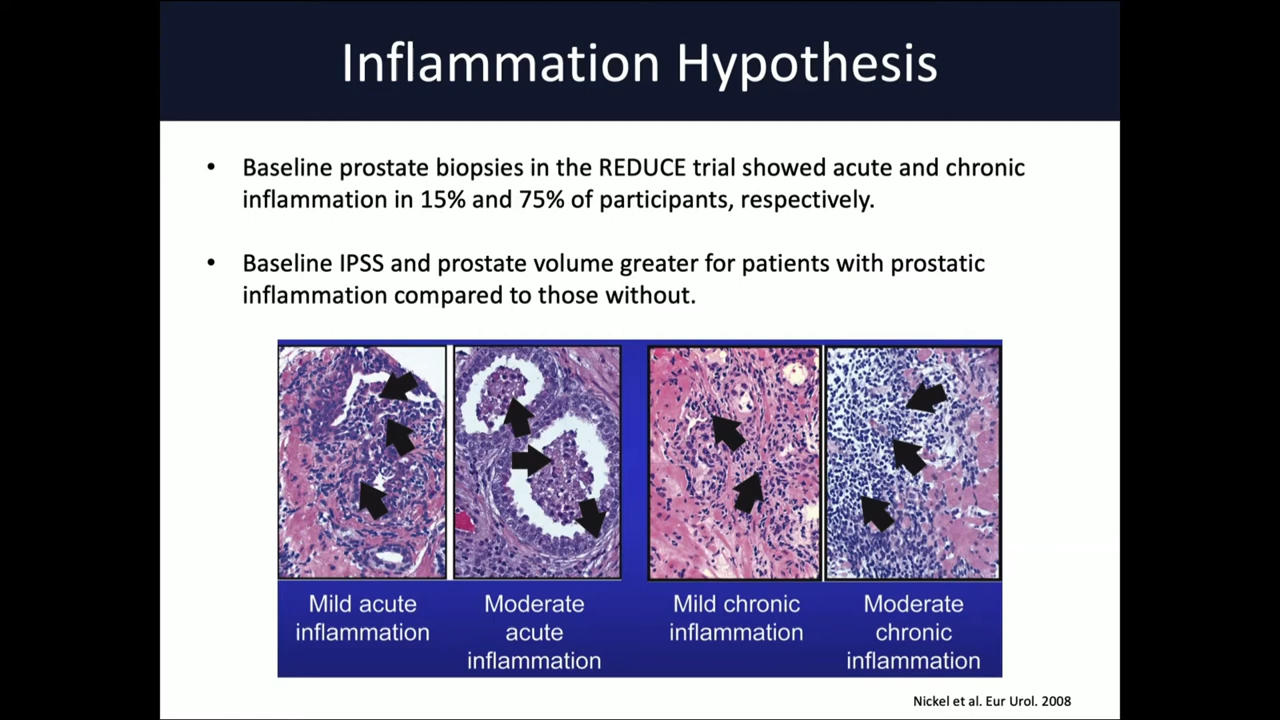 Inflammation Hypothesis
• Baseline prostate biopsies in the REDUCE trial showed acute and chronic
inflammation in 15% and 75% of participants, respectively.
• Baseline IPSS and prostate volume greater for patients with prostatic
inflammation compared to those without.
Mild acute
inflammation
Moderate
acute
inflammation
Mild chronic
inflammation
Moderate
chronic
inflammation
Nickel et al. Eur Urol. 2008